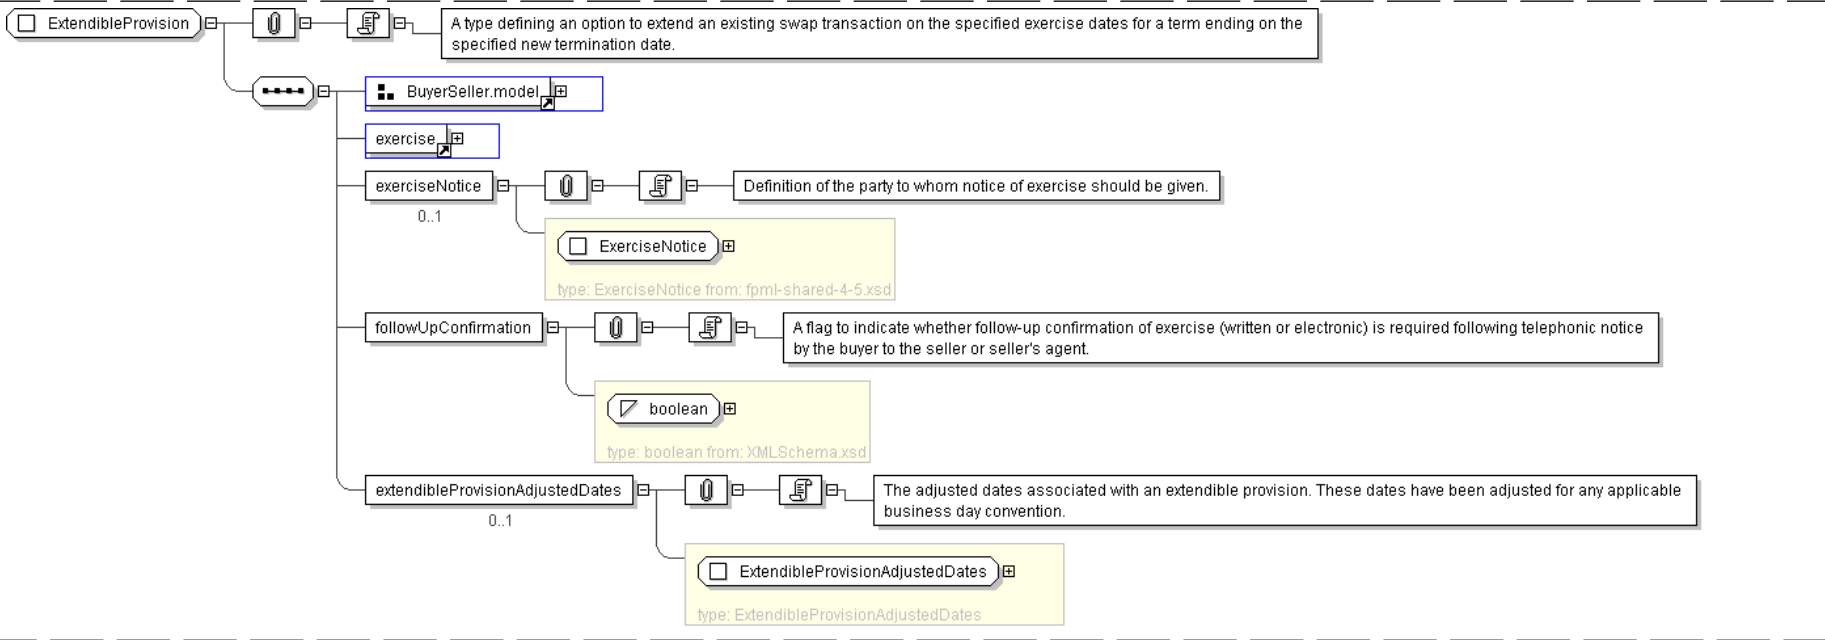 ExtendibleProvision
A type defining an option to extend an existing swap transaction on the specified exercise dates for a term ending on the
specified new termination date.
BuyerSeller.model
exercise
exerciseNotice
Definition of the party to whom notice of exercise should be given.
0..1
ExerciseNotice
type: ExerciseNotice from: fpml-shared-4-5.xsd
followUpConfirmation
A flag to indicate whether follow-up confirmation of exercise (written or electronic) is required following telephonic notice
by the buyer to the seller or seller's agent.
boolean
type: boolean from: XMLSchema.xsd
extendibleProvisionAdjustedDates
The adjusted dates associated with an extendible provision. These dates have been adjusted for any applicable
business day convention.
0..1
ExtendibleProvisionAdjustedDates
type: ExtendibleProvisionAdjustedDates